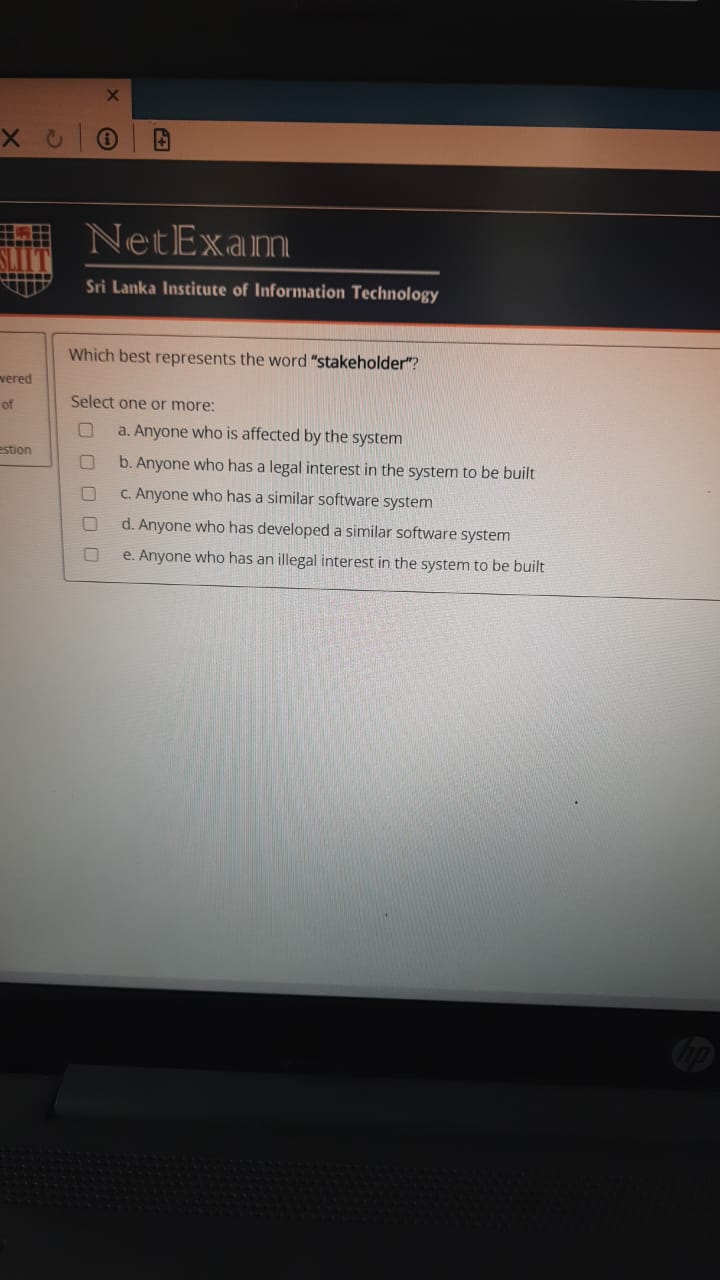 SLIIT
NetExam
Sri Lanka Institute of Information Technology
vered
of
estion
Which best represents the word “stakeholder”?
Select one or more:
a. Anyone who is affected by the system
b. Anyone who has a legal interest in the system to be built
c. Anyone who has a similar software system
d. Anyone who has developed a similar software system
e. Anyone who has an illegal interest in the system to be built
hp